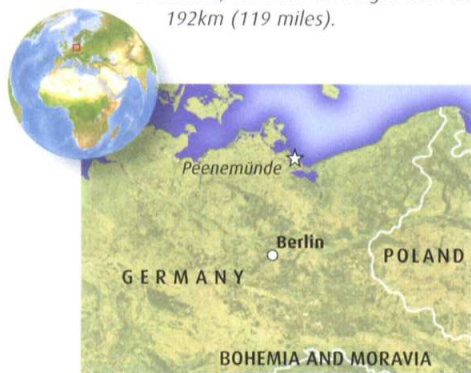 192km (119 miles).
Peenemünde
Berlin
POLAND
GERMANY
BOHEMIA AND MORAVIA